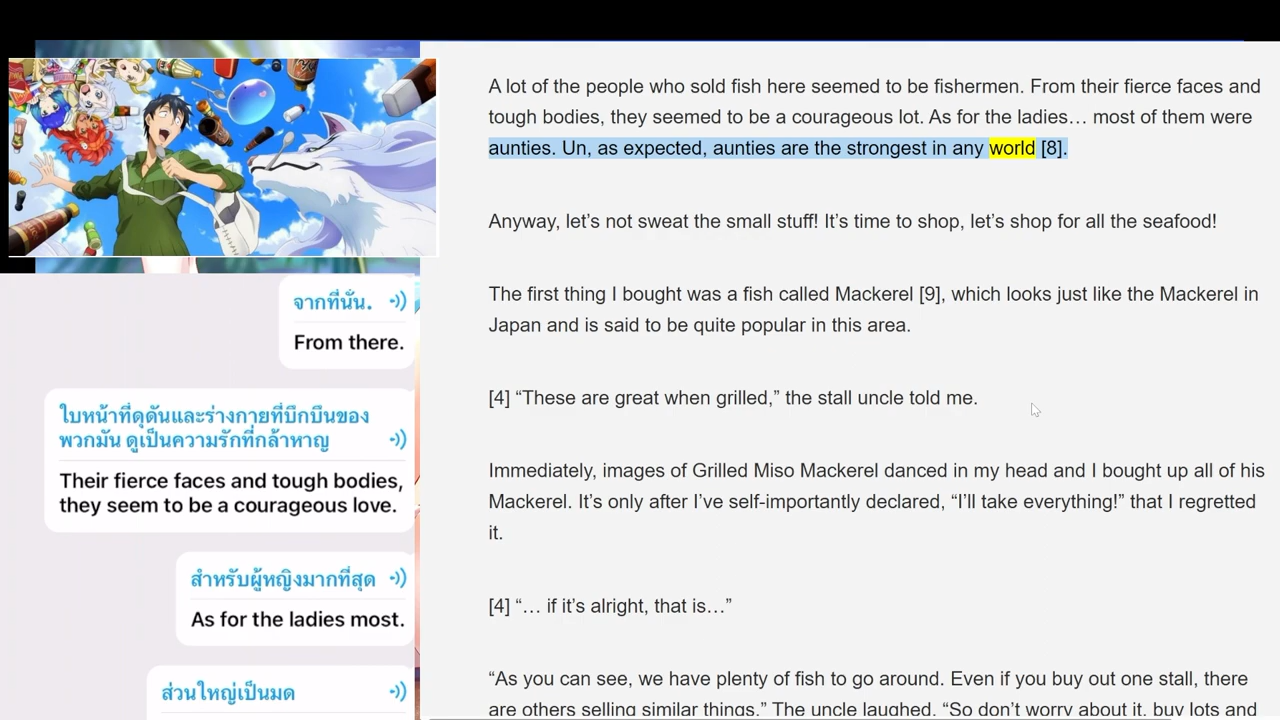 A lot of the people who sold fish here seemed to be fishermen. From their fierce faces and
tough bodies, they seemed to be a courageous lot. As for the ladies… most of them were
aunties. Un, as expected, aunties are the strongest in any world [8].
Anyway, let’s not sweat the small stuff! It’s time to shop, let’s shop for all the seafood!
The first thing I bought was a fish called Mackerel [9], which looks just like the Mackerel in
Japan and is said to be quite popular in this area.
[4] “These are great when grilled,” the stall uncle told me.
Immediately, images of Grilled Miso Mackerel danced in my head and I bought up all of his
Mackerel. It’s only after I’ve self-importantly declared, “I’ll take everything!” that I regretted
it.
[4] “… if it’s alright, that is…”
“As you can see, we have plenty of fish to go around. Even if you buy out one stall, there
are others selling similar things.” The uncle laughed. “So don’t worry about it, buy lots and
จากที่นั่น.
From there.
ใบหน้าที่ดุดันและร่างกายที่บึกบึนของ
พวกมัน ดูเป็นความรักที่กล้าหาญ
Their fierce faces and tough bodies,
they seem to be a courageous love.
สำหรับผู้หญิงมากที่สุด
As for the ladies most.
ส่วนใหญ่เป็นมด